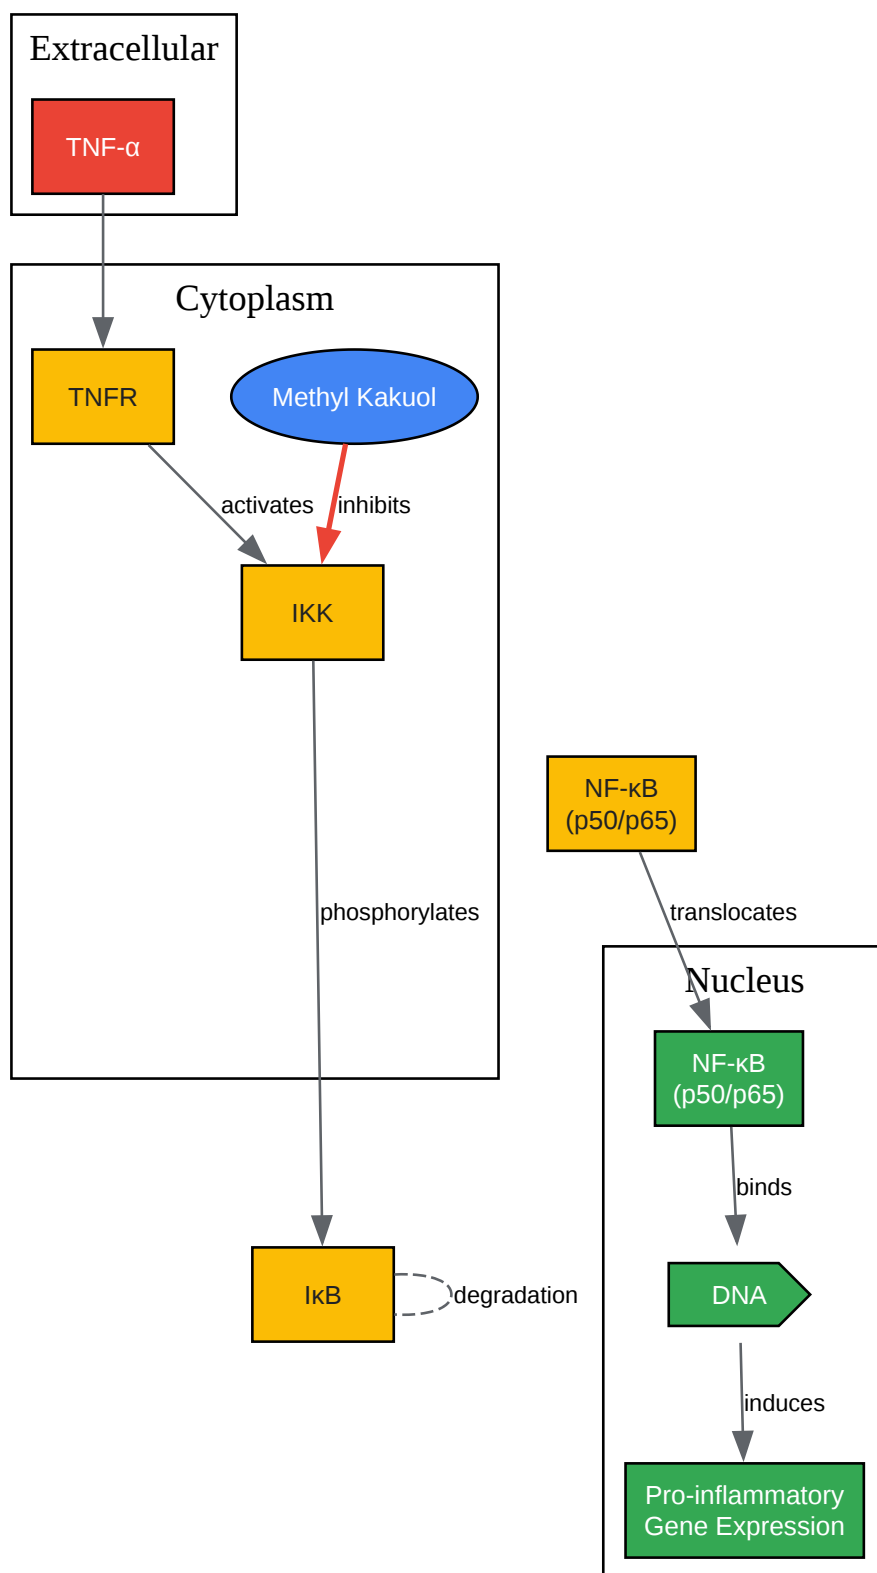 Extracellular
TNF-α
Cytoplasm
TNFR
Methyl Kakuol
activates
inhibits
IKK
NF-κB
(p50/p65)
phosphorylates
translocates
Nucleus
NF-κB
(p50/p65)
binds
IκB
degradation
DNA
induces
Pro-inflammatory
Gene Expression